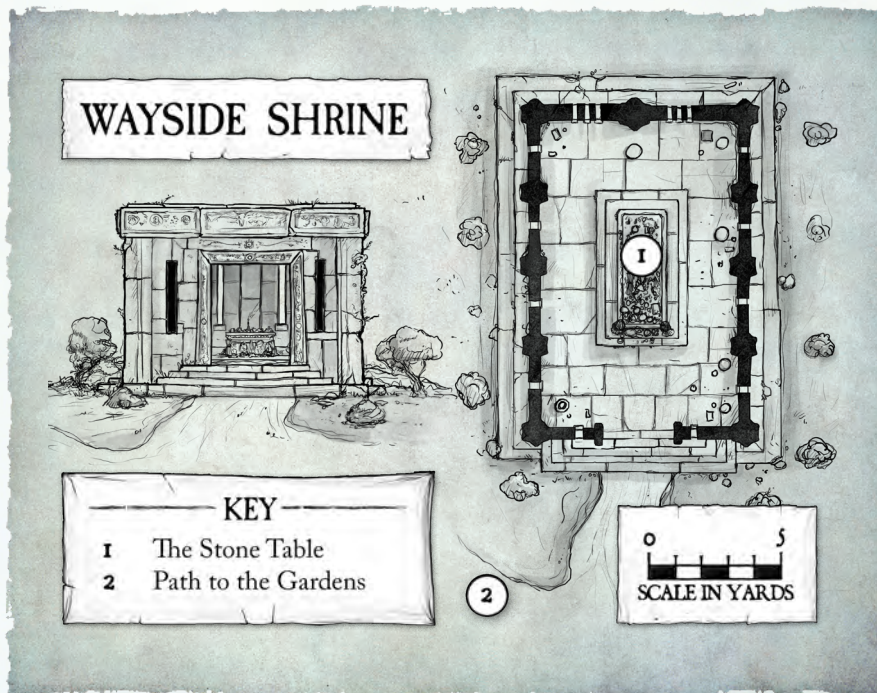 WAYSIDE SHRINE
1
KEY
1 The Stone Table
2 Path to the Gardens
2
0 5
SCALE IN YARDS